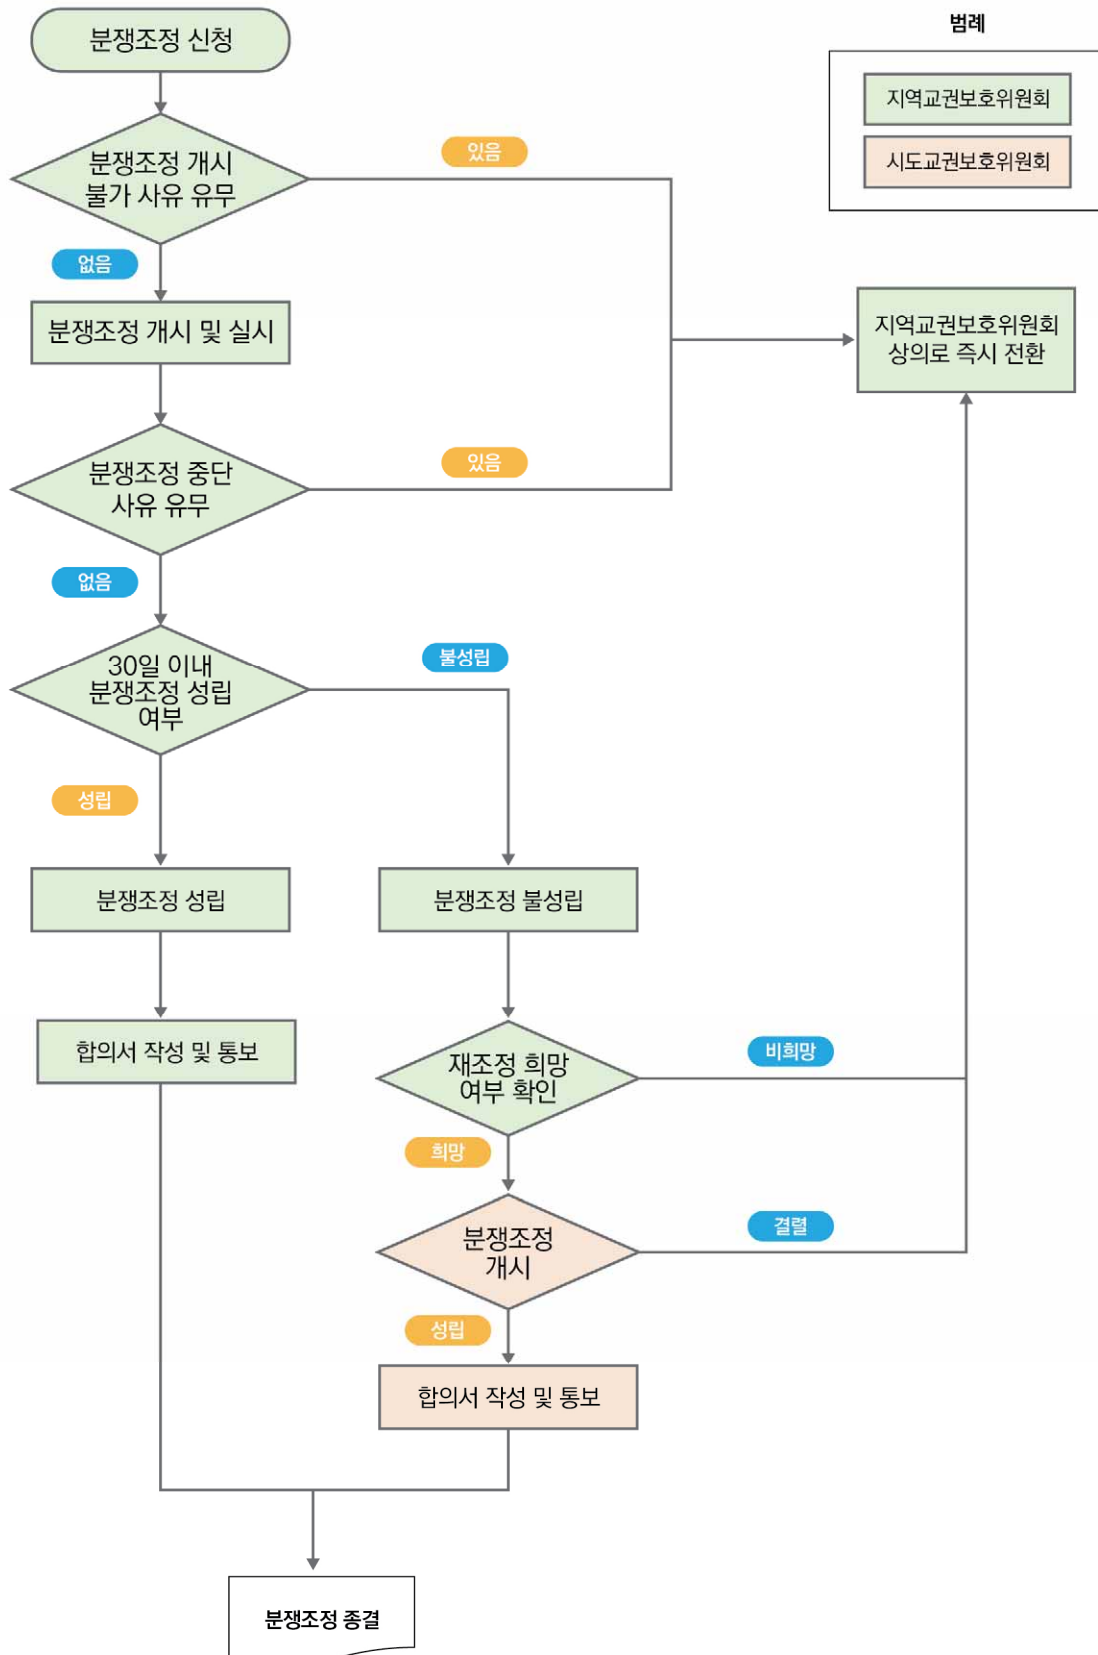 분쟁조정 신청
범례
지역교권보호위원회
시도교권보호위원회
분쟁조정 개시
불가 사유 유무
있음
없음
분쟁조정 개시 및 실시
지역교권보호위원회
상의로 즉시 전환
분쟁조정 중단
사유 유무
있음
없음
30일 이내
분쟁조정 성립
여부
불성립
성립
분쟁조정 성립
분쟁조정 불성립
합의서 작성 및 통보
재조정 희망
여부 확인
비희망
희망
분쟁조정
개시
결렬
성립
합의서 작성 및 통보
분쟁조정 종결